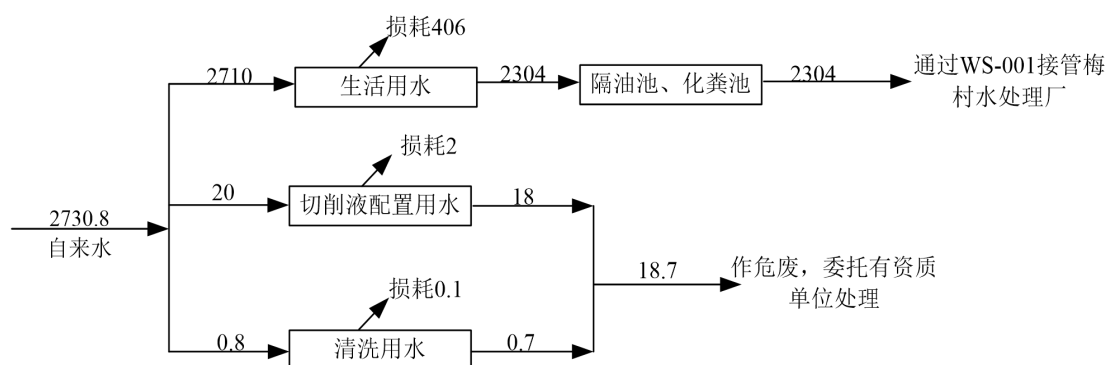 损耗406
2710
生活用水
2304
隔油池、化粪池
2304
通过WS-001接管梅
村水处理厂
损耗2
20
切削液配置用水
18
2730.8
自来水
18.7
作危废，委托有资质
单位处理
损耗0.1
0.8
清洗用水
0.7